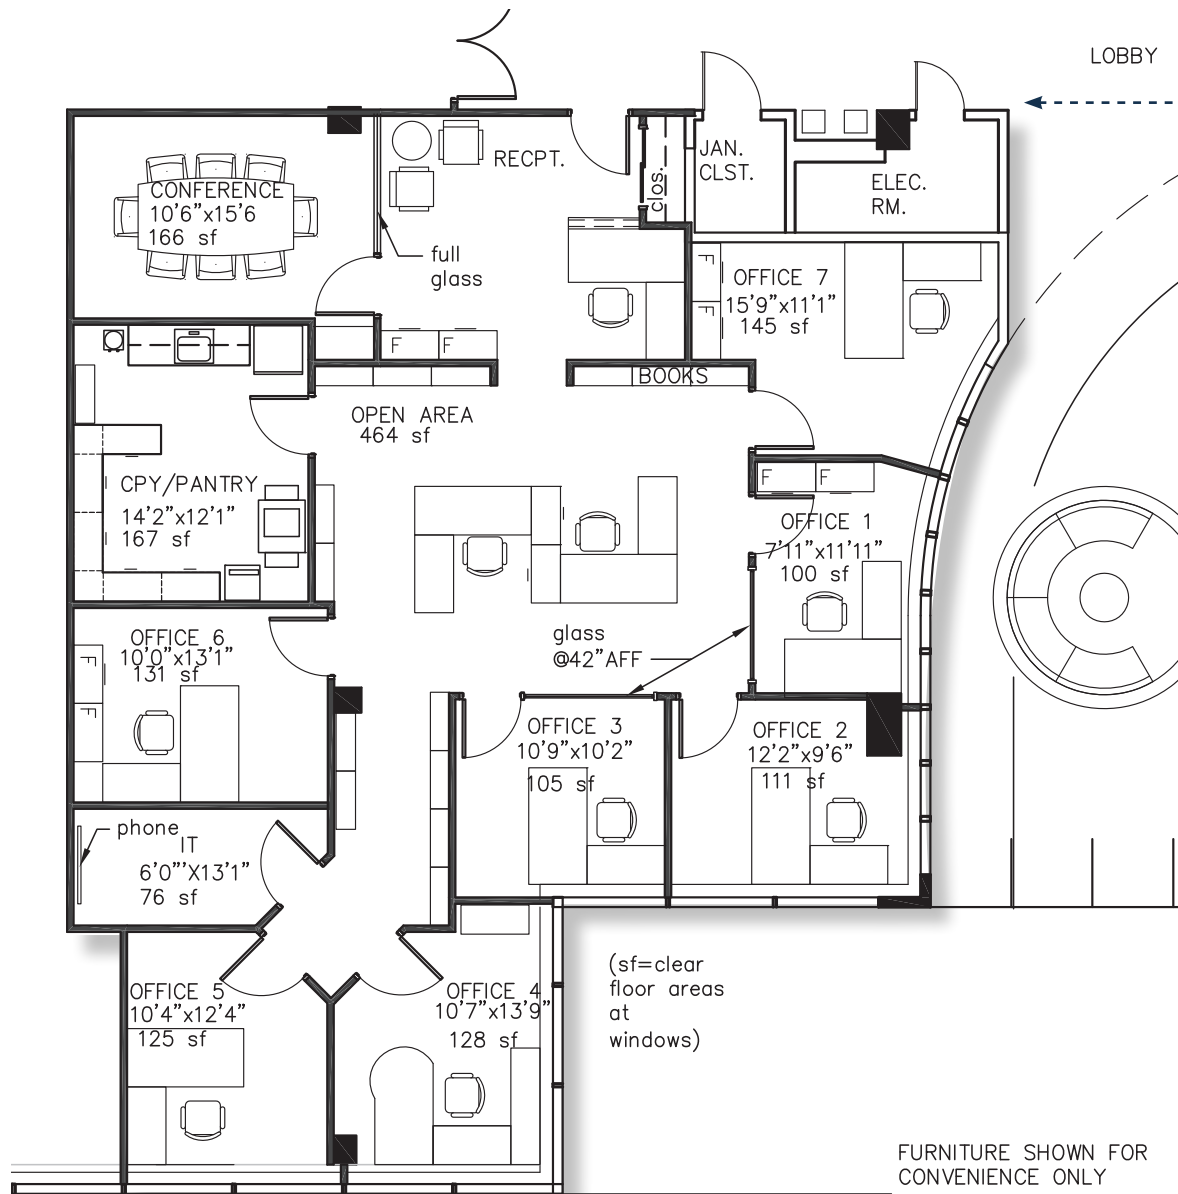 LOBBY
RECPT.
JAN.
CLST.
clos.
ELEC.
RM.
CONFERENCE
10'6"x15'6
166 sf
full
glass
OFFICE 7
15'9"x11'1"
145 sf
F
F
F
F
BOOKS
OPEN AREA
464 sf
CPY/PANTRY
14'2"x12'1"
167 sf
F
F
OFFICE 1
7'11"x11'11"
100 sf
glass
@42"AFF
OFFICE 6
10'0"x13'1"
131 sf
F
F
OFFICE 3
10'9"x10'2"
105 sf
OFFICE 2
12'2"x9'6"
111 sf
phone
IT
6'0"'X13'1"
76 sf
(sf=clear
floor areas
at
windows)
OFFICE 5
10'4"x12'4"
125 sf
OFFICE 4
10'7"x13'9"
128 sf
FURNITURE SHOWN FOR
CONVENIENCE ONLY